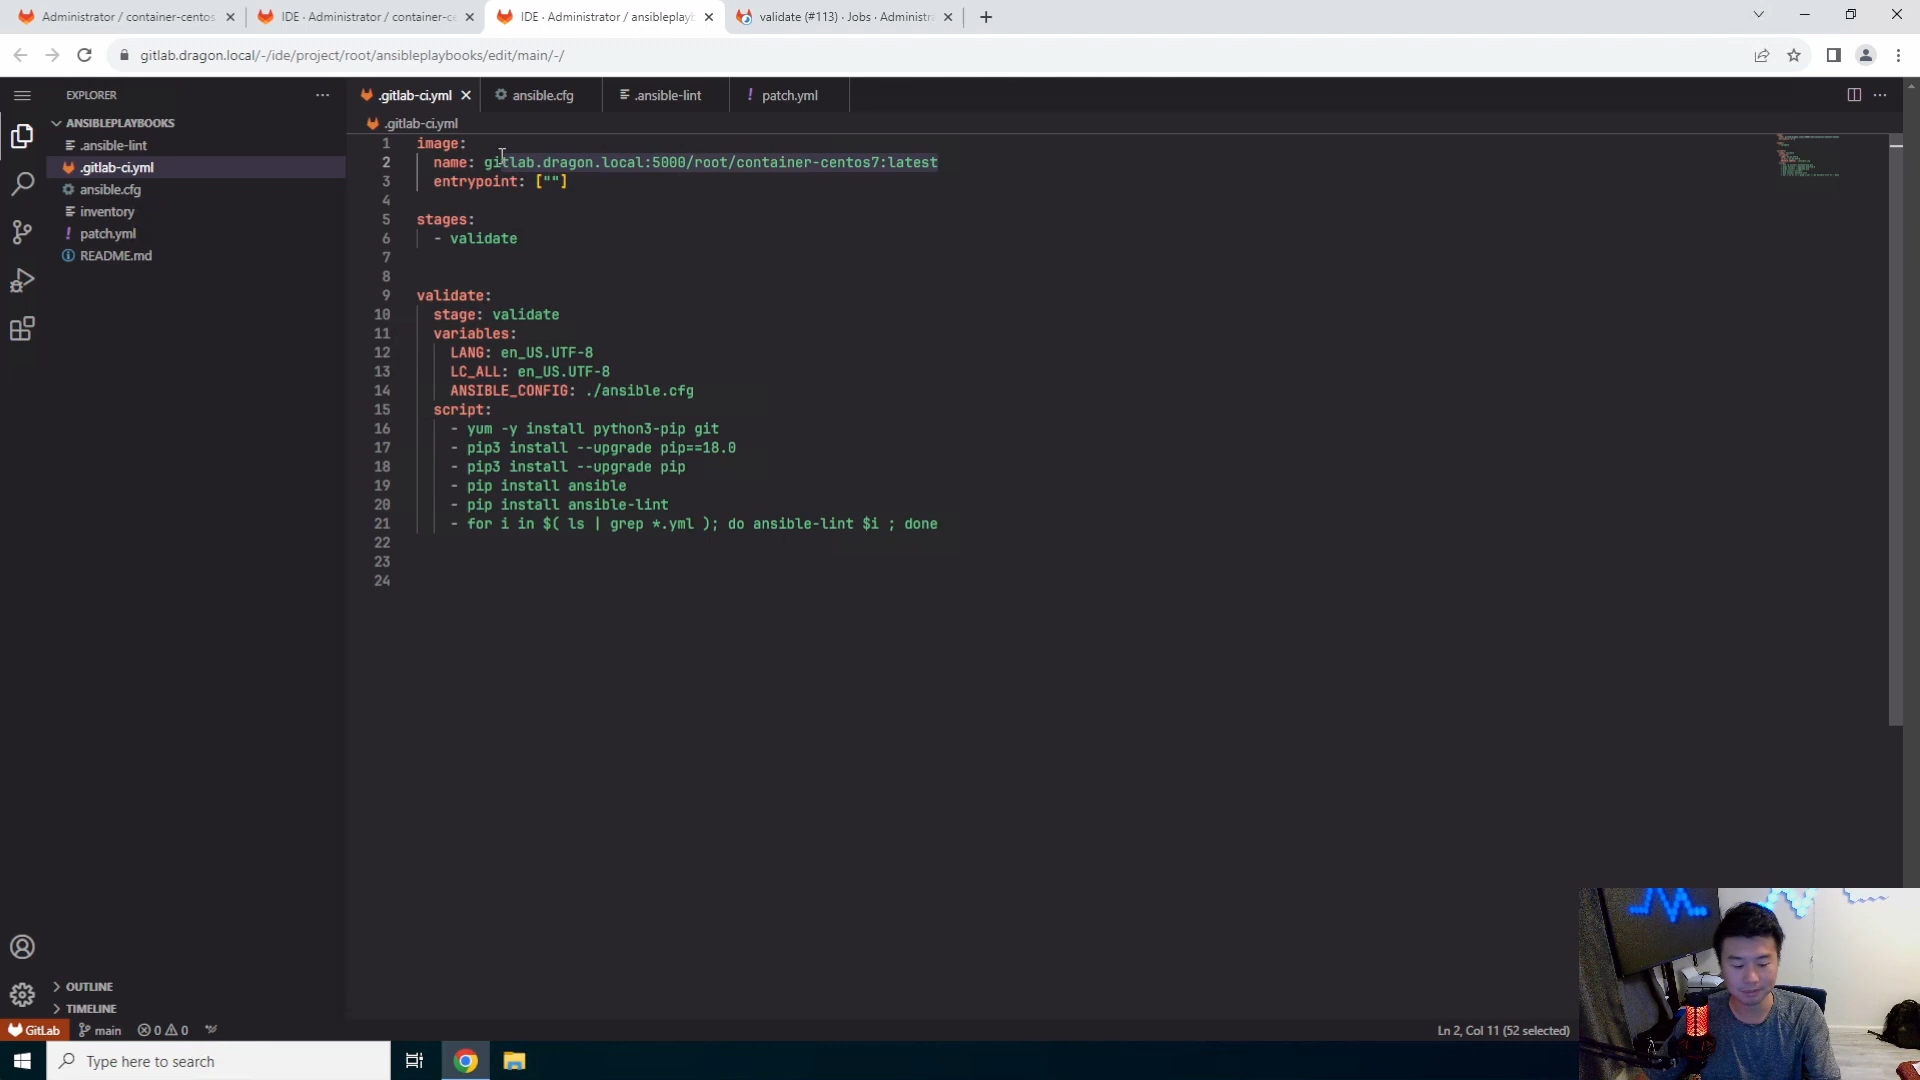 Administrator / container-centos
IDE · Administrator / container-ce
IDE · Administrator / ansibleplayb
validate (#113) · Jobs · Administra
gitlab.dragon.local/-/ide/project/root/ansibleplaybooks/edit/main/-/
EXPLORER
ANSIBLEPLAYBOOKS
.ansible-lint
.gitlab-ci.yml
ansible.cfg
inventory
patch.yml
README.md
OUTLINE
TIMELINE
.gitlab-ci.yml
ansible.cfg
.ansible-lint
patch.yml
.gitlab-ci.yml
1 image:
2 name: gitlab.dragon.local:5000/root/container-centos7:latest
3 entrypoint: [""]
4
5 stages:
6 - validate
7
8
9 validate:
10 stage: validate
11 variables:
12 LANG: en_US.UTF-8
13 LC_ALL: en_US.UTF-8
14 ANSIBLE_CONFIG: ./ansible.cfg
15 script:
16 - yum -y install python3-pip git
17 - pip3 install --upgrade pip==18.0
18 - pip3 install --upgrade pip
19 - pip install ansible
20 - pip install ansible-lint
21 - for i in $( ls | grep *.yml ); do ansible-lint $i ; done
22
23
24
GitLab main 0 0
Ln 2, Col 11 (52 selected)
Type here to search